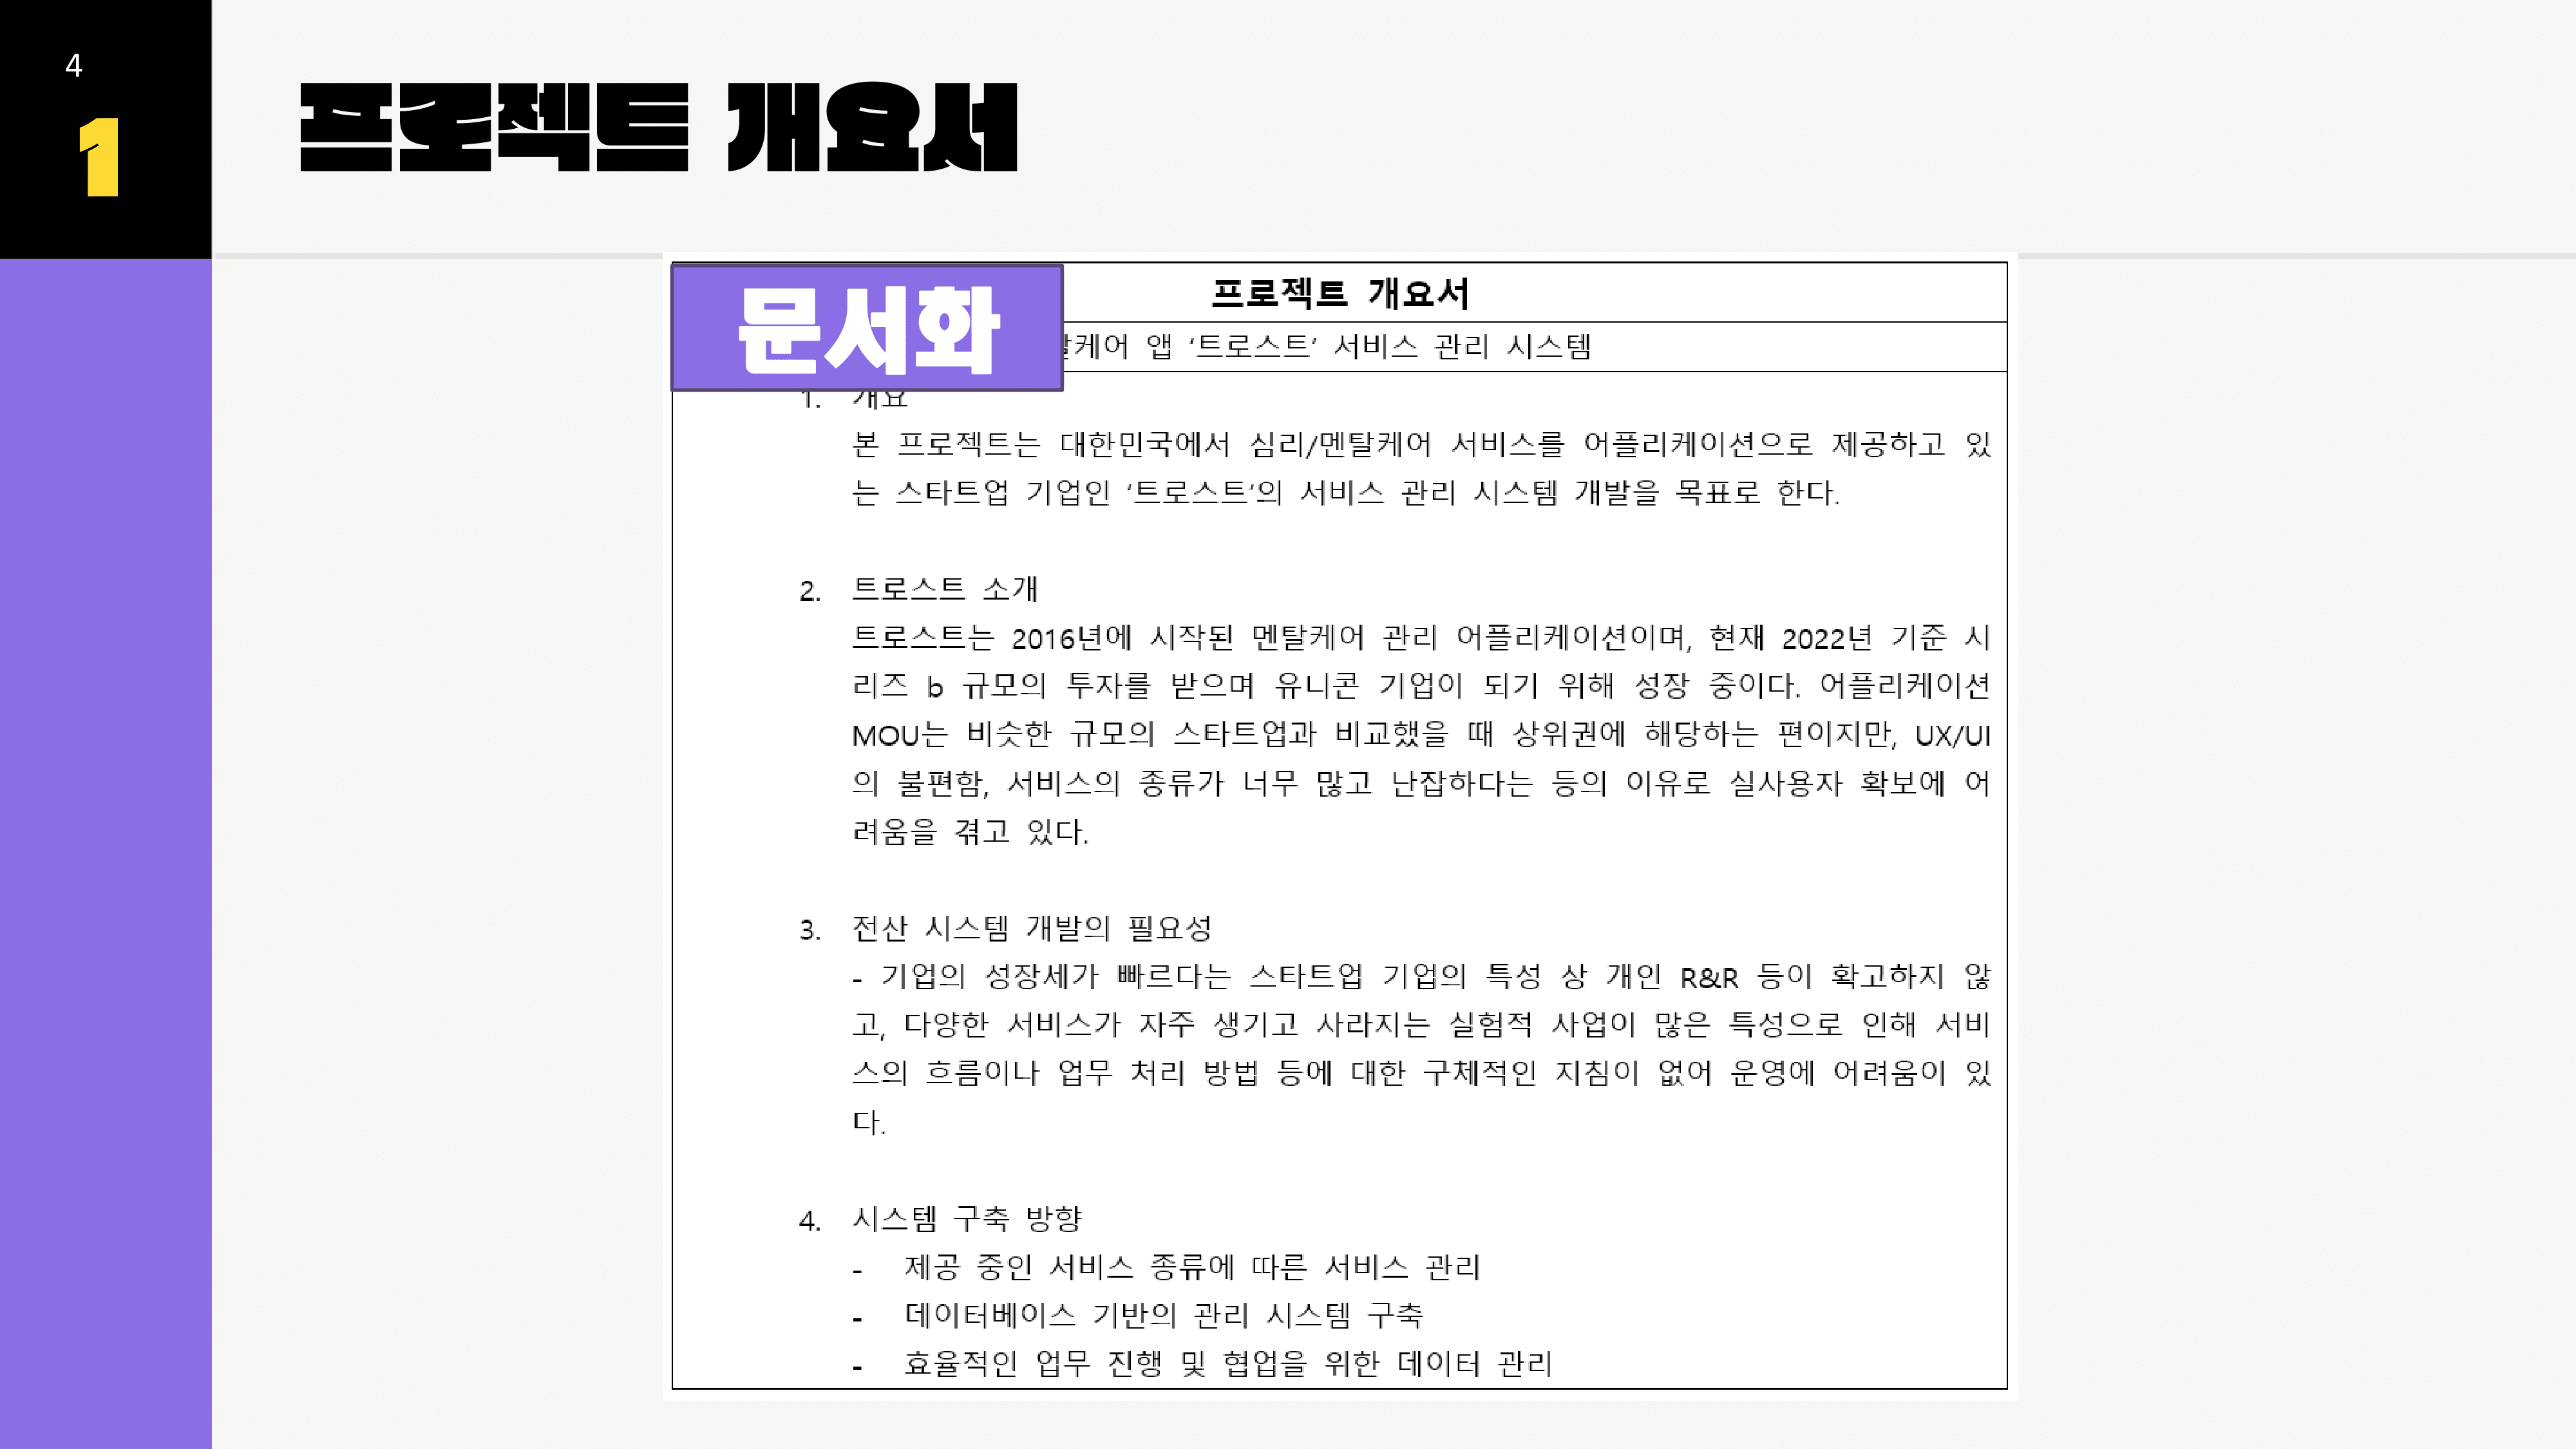 4
1
프로젝트 개요서
문서화
프로젝트 개요서
앱 ‘트로스트’ 서비스 관리 시스템
1. 개요
본 프로젝트는 대한민국에서 심리/멘탈케어 서비스를 어플리케이션으로 제공하고 있
는 스타트업 기업인 ‘트로스트’의 서비스 관리 시스템 개발을 목표로 한다.
2. 트로스트 소개
트로스트는 2016년에 시작된 멘탈케어 관리 어플리케이션이며, 현재 2022년 기준 시
리즈 b 규모의 투자를 받으며 유니콘 기업이 되기 위해 성장 중이다. 어플리케이션
MOU는 비슷한 규모의 스타트업과 비교했을 때 상위권에 해당하는 편이지만, UX/UI
의 불편함, 서비스의 종류가 너무 많고 난잡하다는 등의 이유로 실사용자 확보에 어
려움을 겪고 있다.
3. 전산 시스템 개발의 필요성
- 기업의 성장세가 빠르다는 스타트업 기업의 특성 상 개인 R&R 등이 확고하지 않
고, 다양한 서비스가 자주 생기고 사라지는 실험적 사업이 많은 특성으로 인해 서비
스의 흐름이나 업무 처리 방법 등에 대한 구체적인 지침이 없어 운영에 어려움이 있
다.
4. 시스템 구축 방향
- 제공 중인 서비스 종류에 따른 서비스 관리
- 데이터베이스 기반의 관리 시스템 구축
- 효율적인 업무 진행 및 협업을 위한 데이터 관리